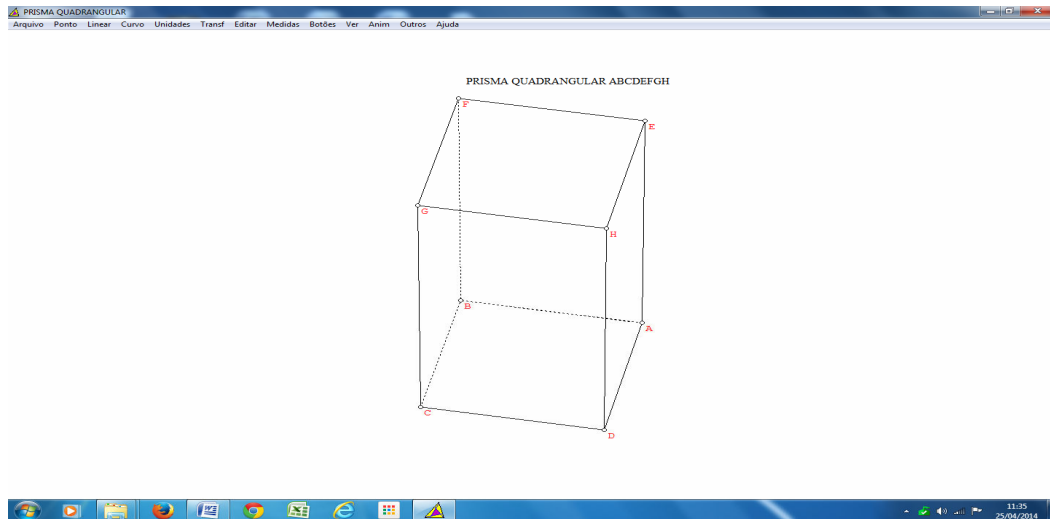 PRISMA QUADRANGULAR
Arquivo Ponto Linear Curvo Unidades Transf Editar Medidas Botões Ver Anim Outros Ajuda
PRISMA QUADRANGULAR ABCDEFGH
F
E
G
H
B
A
C
D
11:35
25/04/2014